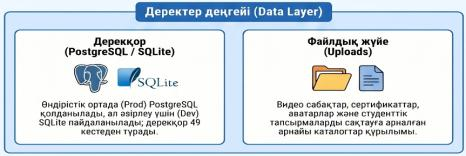 Деректер деңгейі (Data Layer)
Дерекқор
(PostgreSQL / SQLite)
SQLite
Өндірістік ортада (Prod) PostgreSQL
қолданылады, ал әзірлеу үшін (Dev)
SQLite пайдаланылады; дерекқор 49
кестеден тұрады.
Файлдық жүйе
(Uploads)
Видео сабақтар, сертификаттар,
аватарлар және студенттік
тапсырмаларды сақтауға арналған
арнайы каталогтар құрылымы.